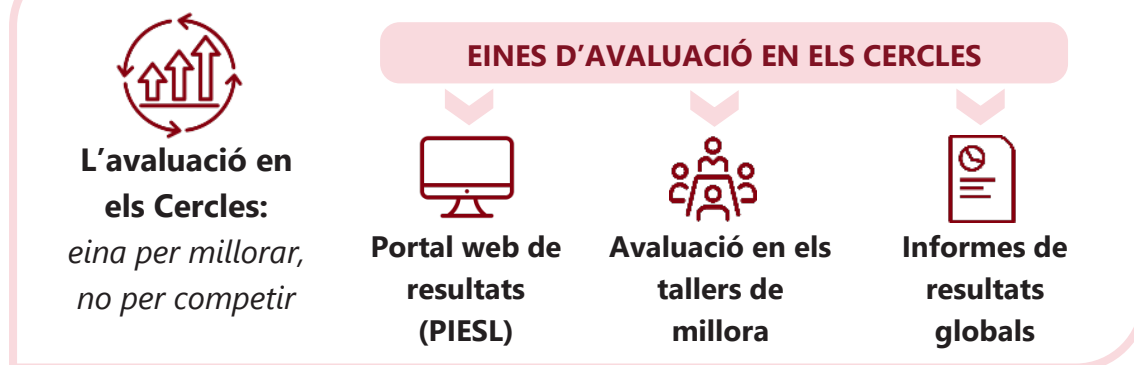 L’avaluació en
els Cercles:
eina per millorar,
no per competir
EINES D’AVALUACIÓ EN ELS CERCLES
Portal web de
resultats
(PIESL)
Avaluació en els
tallers de
millora
Informes de
resultats
globals